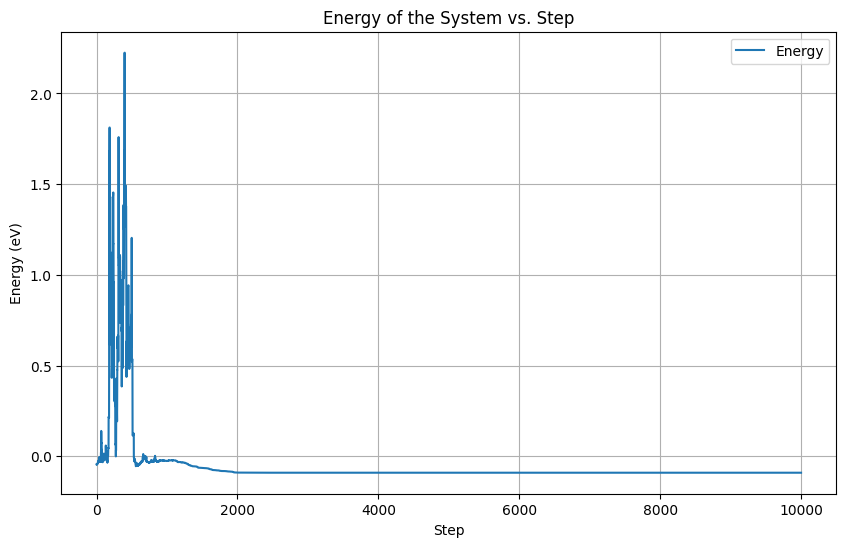 Energy of the System vs. Step
Energy
2.0
1.5
1.0
0.5
0.0
Energy (eV)
0 2000 4000 6000 8000 10000
Step